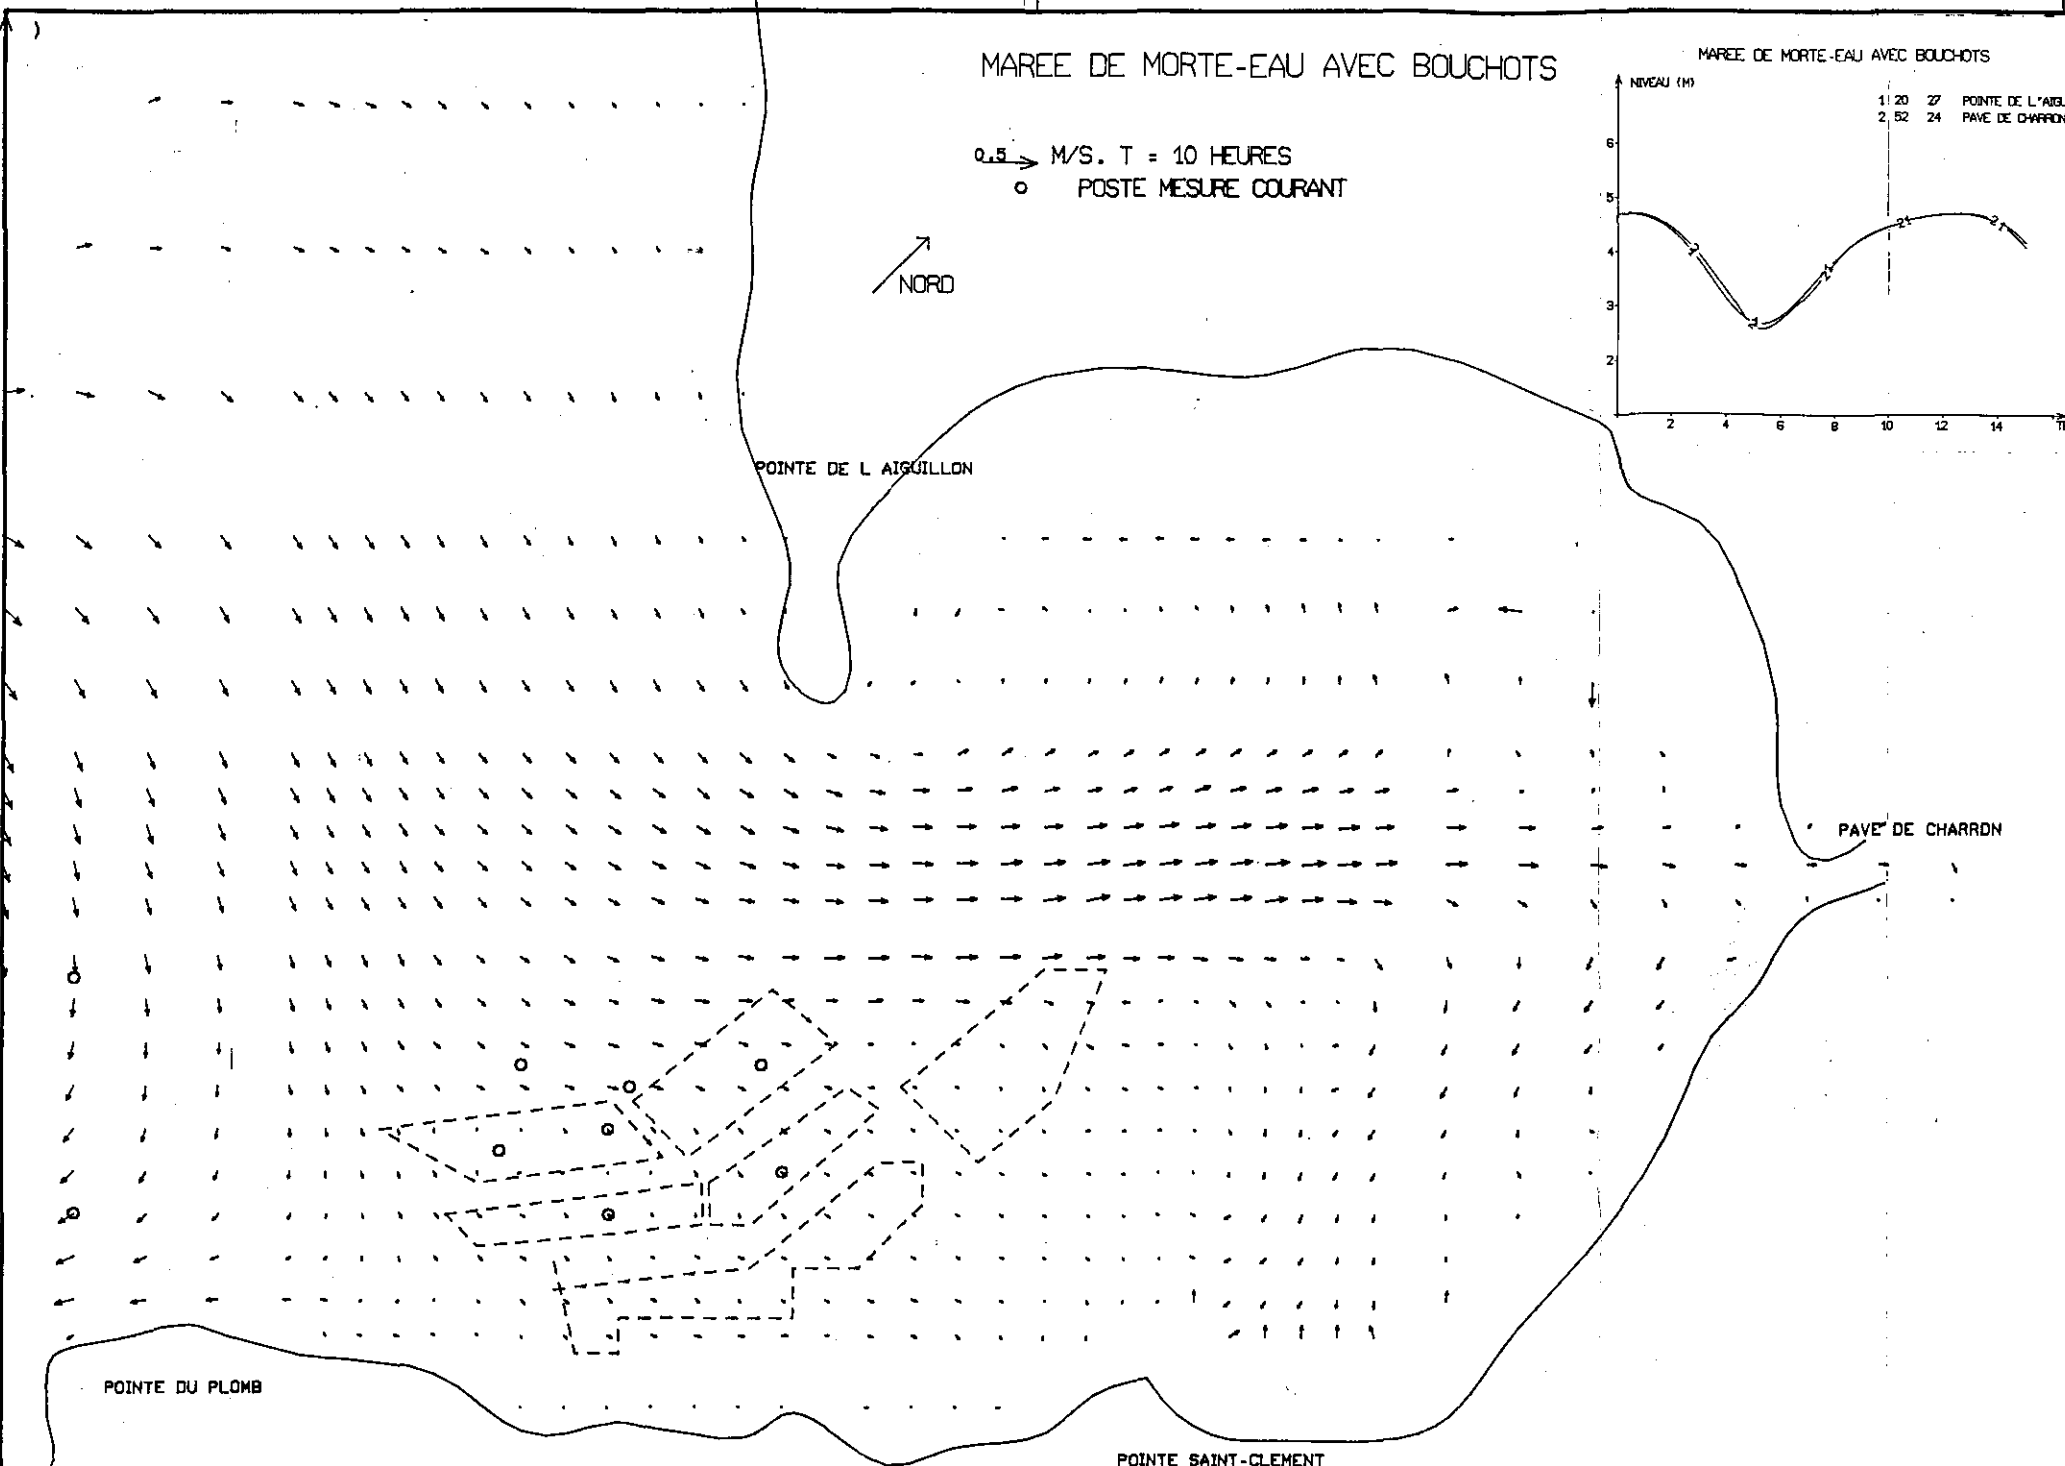 MAREE DE MORTE-EAU AVEC BOUCHOTS
0.5 M/S. T = 10 HEURES
POSTE MESURE COURANT
NORD
MAREE DE MORTE-EAU AVEC BOUCHOTS
NIVEAU (M)
1 20 27 POINTE DE L'AIGU
2 52 24 PAVE DE CHARRON
6
5
4
3
2
2 4 6 8 10 12 14
POINTE DE L AIGUILLON
PAVE DE CHARRON
POINTE DU PLOMB
POINTE SAINT-CLEMENT